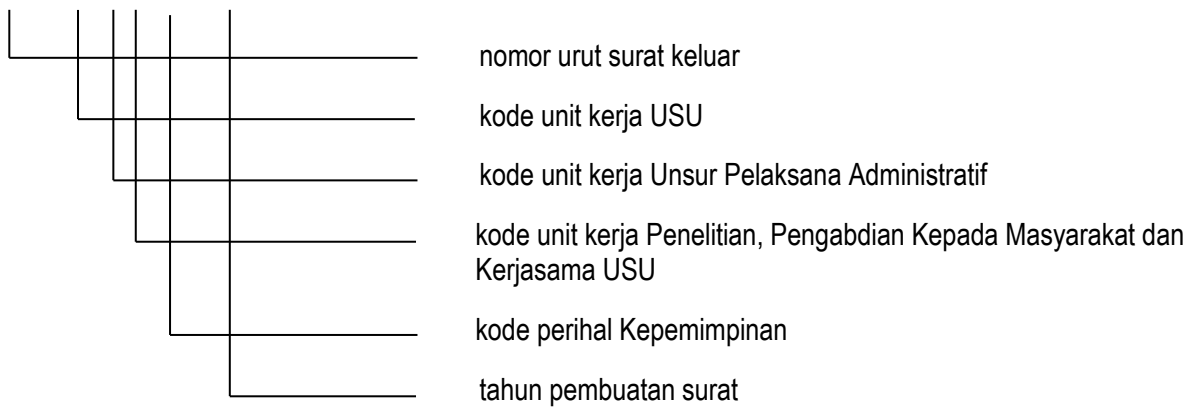 nomor urut surat keluar
kode unit kerja USU
kode unit kerja Unsur Pelaksana Administratif
kode unit kerja Penelitian, Pengabdian Kepada Masyarakat dan
Kerjasama USU
kode perihal Kepemimpinan
tahun pembuatan surat